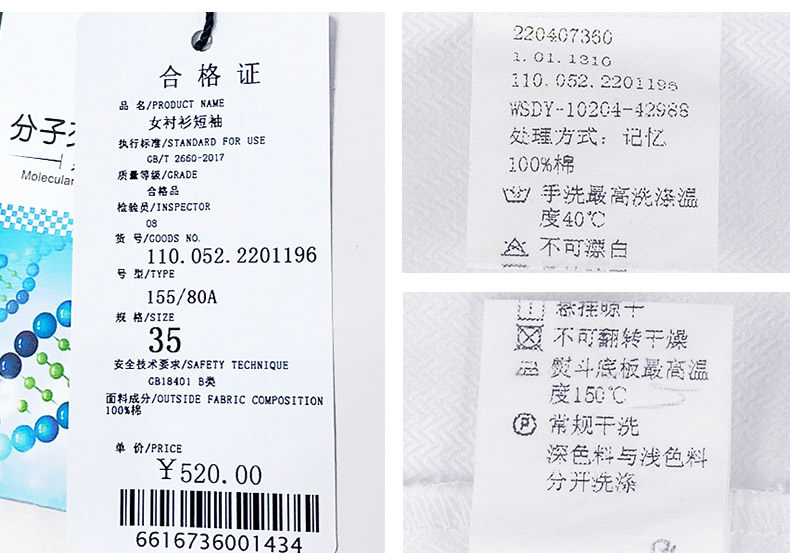 分子
Molecular
合格证
品 名/PRODUCT NAME
女衬衫短袖
执行标准/STANDARD FOR USE
GB/T 2660-2017
质量等级/GRADE
合格品
检验员/INSPECTOR
08
货 号/GOODS NO.
110.052.2201196
号 型/TYPE
155/80A
规 格/SIZE
35
安全技术要求/SAFETY TECHNIQUE
GB18401 B类
面料成分/OUTSIDE FABRIC COMPOSITION
100%棉
单 价/PRICE
￥520.00
6616736001434
220407360
1.01.1310
110.052.2201196
WSDY-10204-42988
处理方式: 记忆
100%棉
手洗最高洗涤温
度40℃
不可漂白
悬挂晾干
不可翻转干燥
熨斗底板最高温
度150℃
P 常规干洗
深色料与浅色料
分开洗涤